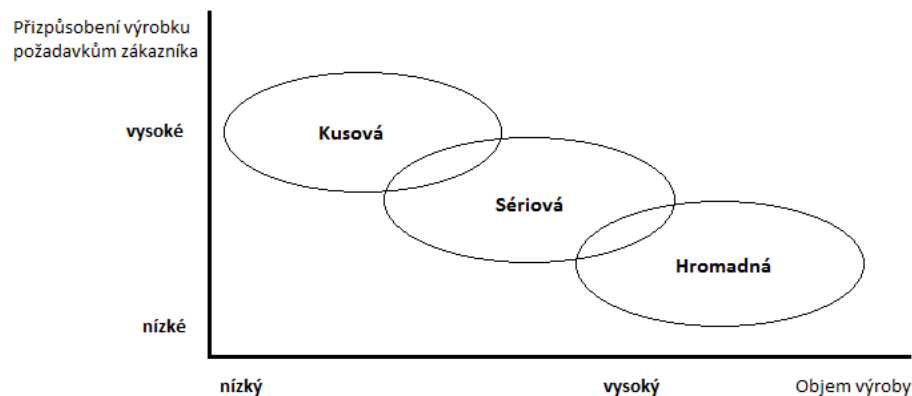 Přizpůsobení výrobku
požadavkům zákazníka
vysoké
Kusová
Sériová
Hromadná
nízké
nízký
vysoký
Objem výroby